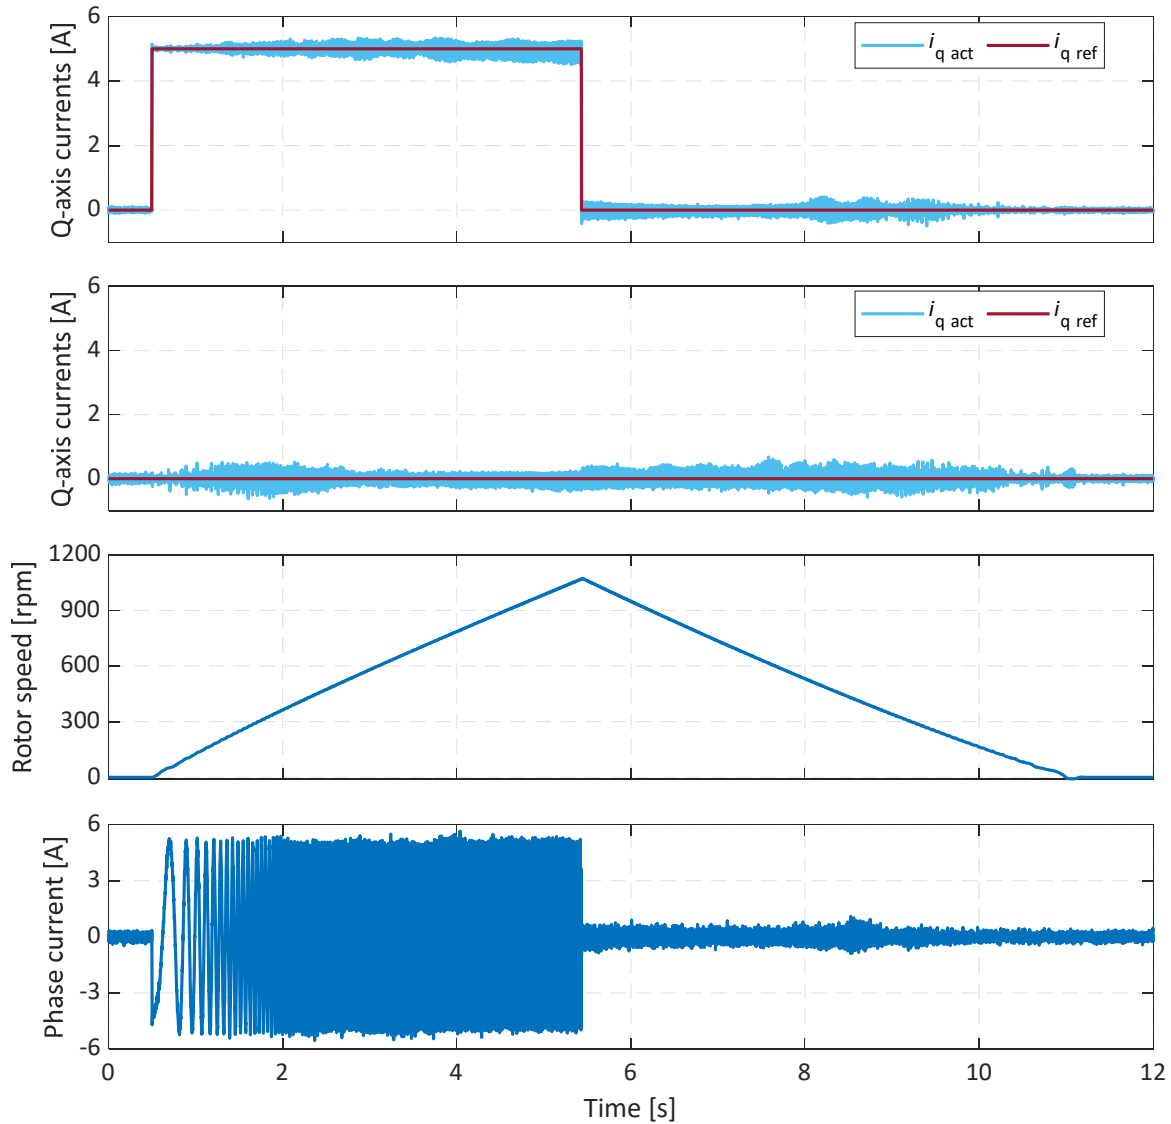 Q-axis currents [A]
6
4
2
0
i q act i q ref
Q-axis currents [A]
6
4
2
0
i q act i q ref
Rotor speed [rpm]
1200
900
600
300
0
Phase current [A]
6
3
0
-3
-6
0 2 4 6 8 10 12
Time [s]